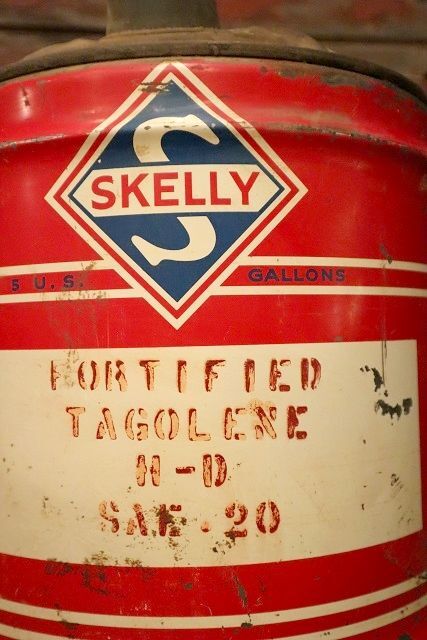 S
SKELLY
5 U.S. GALLONS
FORTIFIED
TAGOLENE
H-D
SAE·20